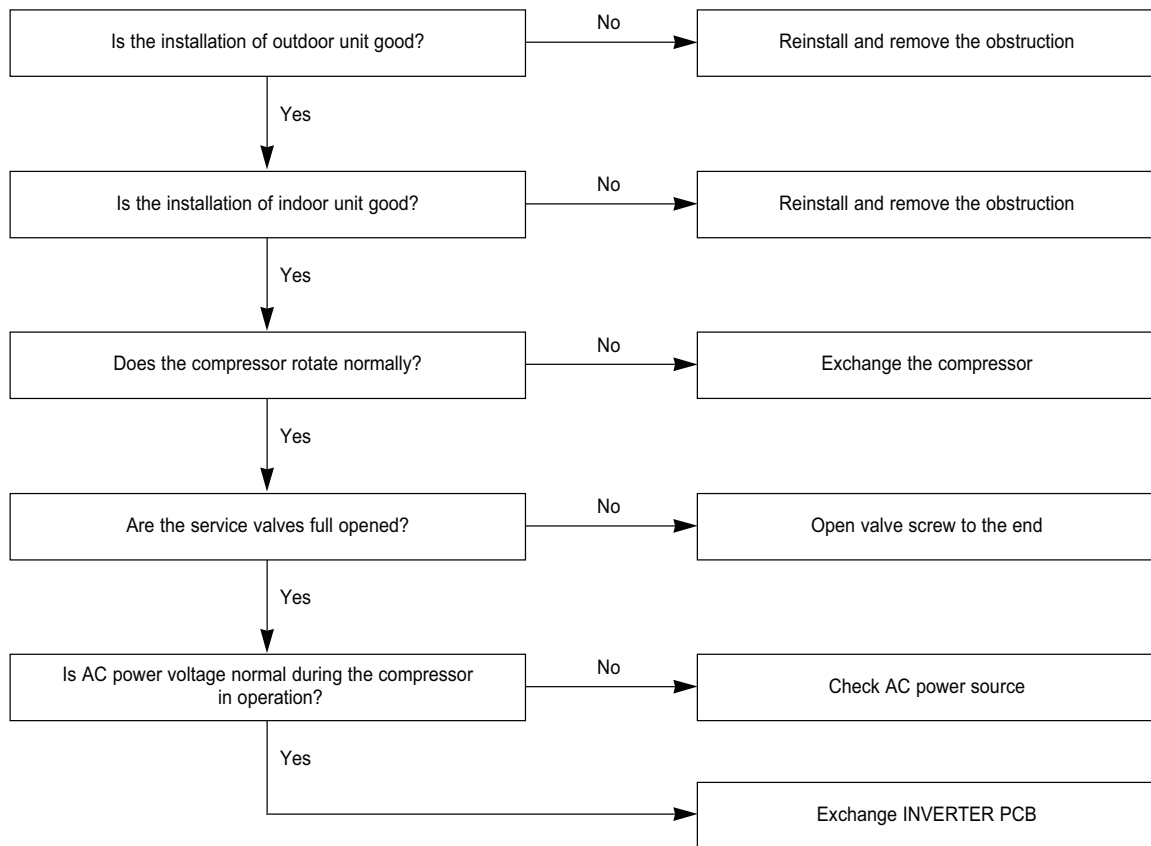 Is the installation of outdoor unit good?
No
Reinstall and remove the obstruction
Yes
Is the installation of indoor unit good?
No
Reinstall and remove the obstruction
Yes
Does the compressor rotate normally?
No
Exchange the compressor
Yes
Are the service valves full opened?
No
Open valve screw to the end
Yes
Is AC power voltage normal during the compressor
in operation?
No
Check AC power source
Yes
Exchange INVERTER PCB